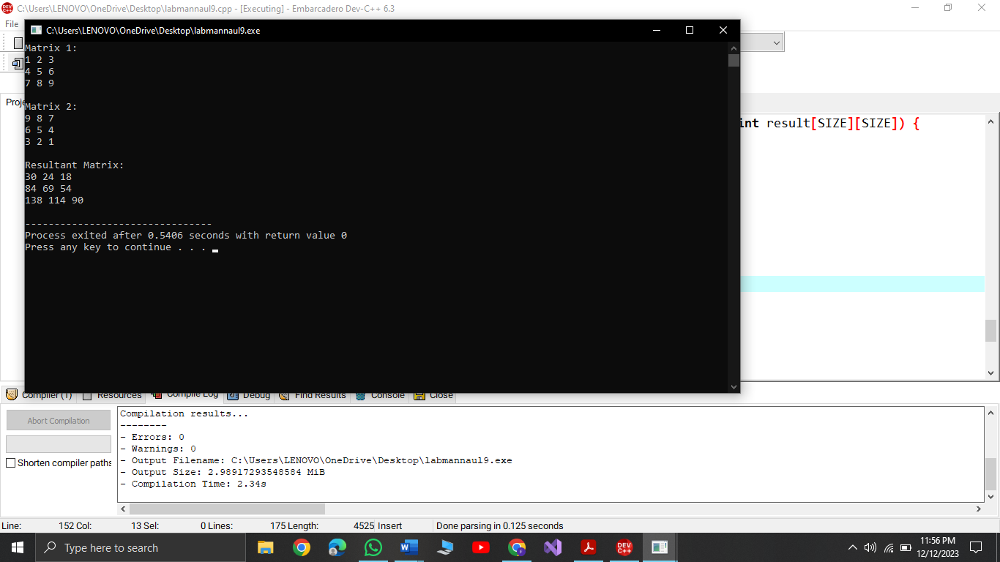 C:\Users\LENOVO\OneDrive\Desktop\labmannaul9.cpp - [Executing] - Embarcadero Dev-C++ 6.3
File
C:\Users\LENOVO\OneDrive\Desktop\labmannaul9.exe
Matrix 1:
1 2 3
4 5 6
7 8 9
Matrix 2:
9 8 7
6 5 4
3 2 1
Resultant Matrix:
30 24 18
84 69 54
138 114 90
--------------------------------
Process exited after 0.5406 seconds with return value 0
Press any key to continue . . .
Proje
int result[SIZE][SIZE]) {
Compiler (1) Resources Compile Log Debug Find Results Console Close
Abort Compilation
Shorten compiler paths
Compilation results...
--------
- Errors: 0
- Warnings: 0
- Output Filename: C:\Users\LENOVO\OneDrive\Desktop\labmannaul9.exe
- Output Size: 2.98917293548584 MiB
- Compilation Time: 2.34s
Line: 152 Col: 13 Sel: 0 Lines: 175 Length: 4525 Insert Done parsing in 0.125 seconds
Type here to search
DEV C++
11:56 PM
12/12/2023